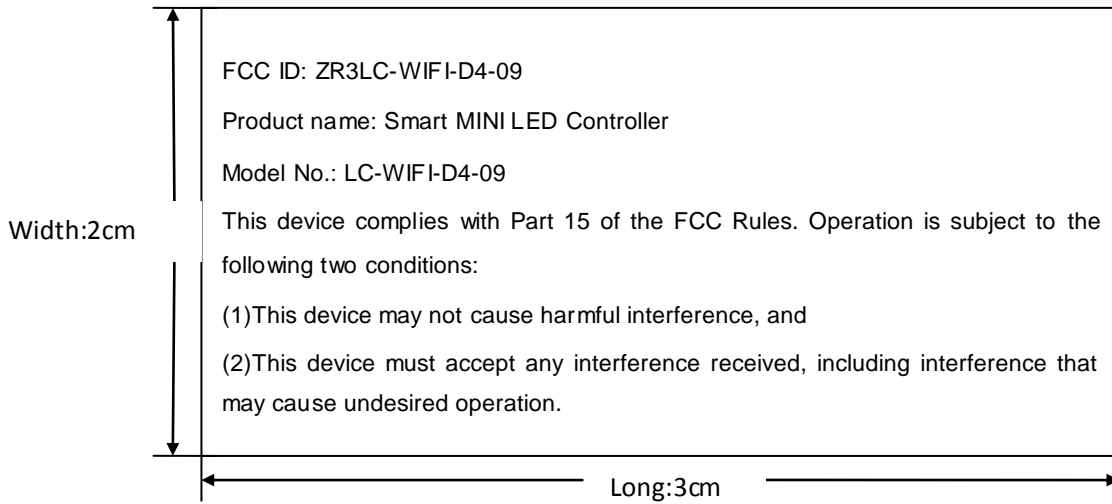 FCC ID: ZR3LC-WIFI-D4-09
Product name: Smart MINI LED Controller
Model No.: LC-WIFI-D4-09
Width:2cm
This device complies with Part 15 of the FCC Rules. Operation is subject to the
following two conditions:
(1)This device may not cause harmful interference, and
(2)This device must accept any interference received, including interference that
may cause undesired operation.
Long:3cm